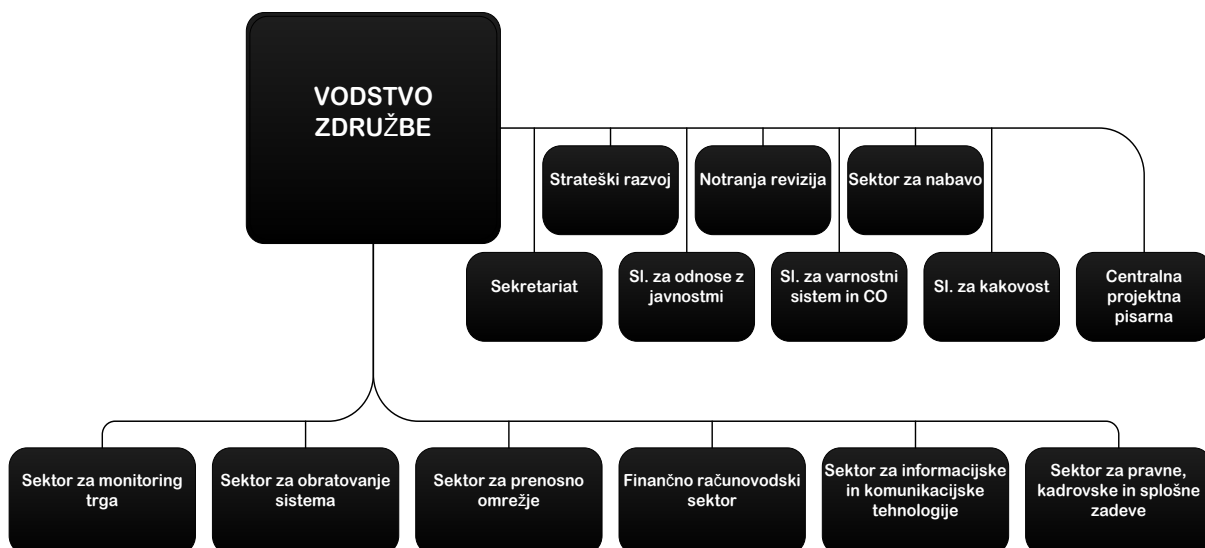 VODSTVO
ZDRUŽBE
Strateški razvoj
Notranja revizija
Sektor za nabavo
Sekretariat
Sl. za odnose z
javnostmi
Sl. za varnostni
sistem in CO
Sl. za kakovost
Centralna
projektna
pisarna
Sektor za monitoring
trga
Sektor za obratovanje
sistema
Sektor za prenosno
omrežje
Finančno računovodski
sektor
Sektor za informacijske
in komunikacijske
tehnologije
Sektor za pravne,
kadrovske in splošne
zadeve